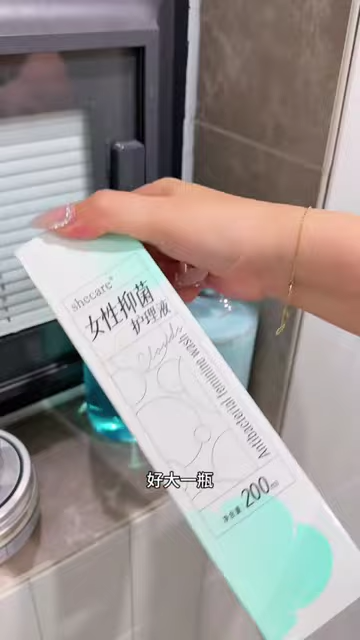 shecare®
女性抑菌
护理液
Antibacterial feminine wash
净含量 200ml
好大一瓶